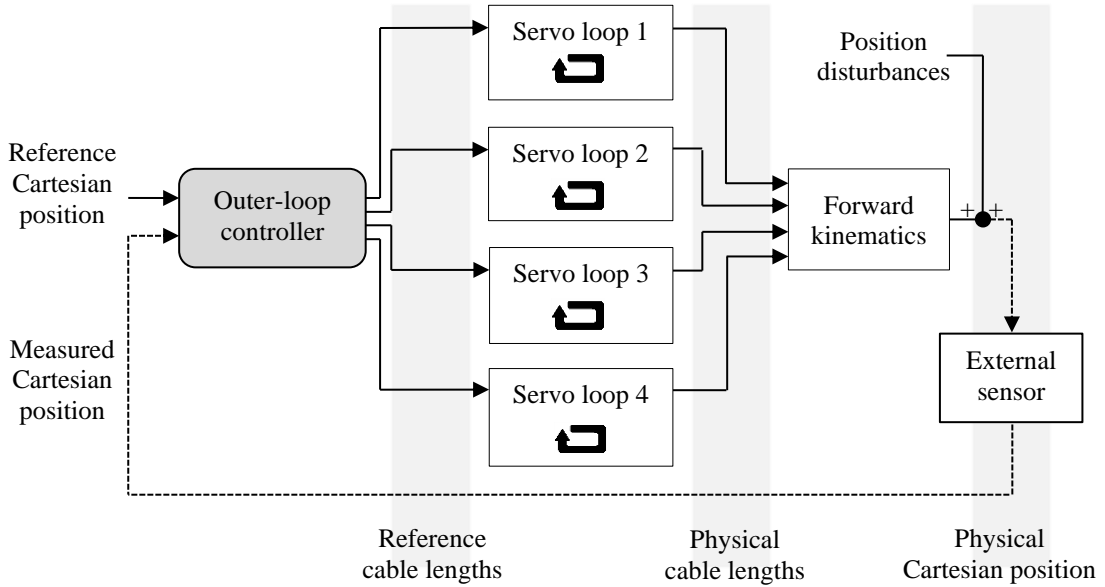 Servo loop 1
Position
disturbances
Reference
Cartesian
position
Outer-loop
controller
Servo loop 2
Forward
kinematics
+ +
Servo loop 3
Measured
Cartesian
position
External
sensor
Servo loop 4
Reference
cable lengths
Physical
cable lengths
Physical
Cartesian position